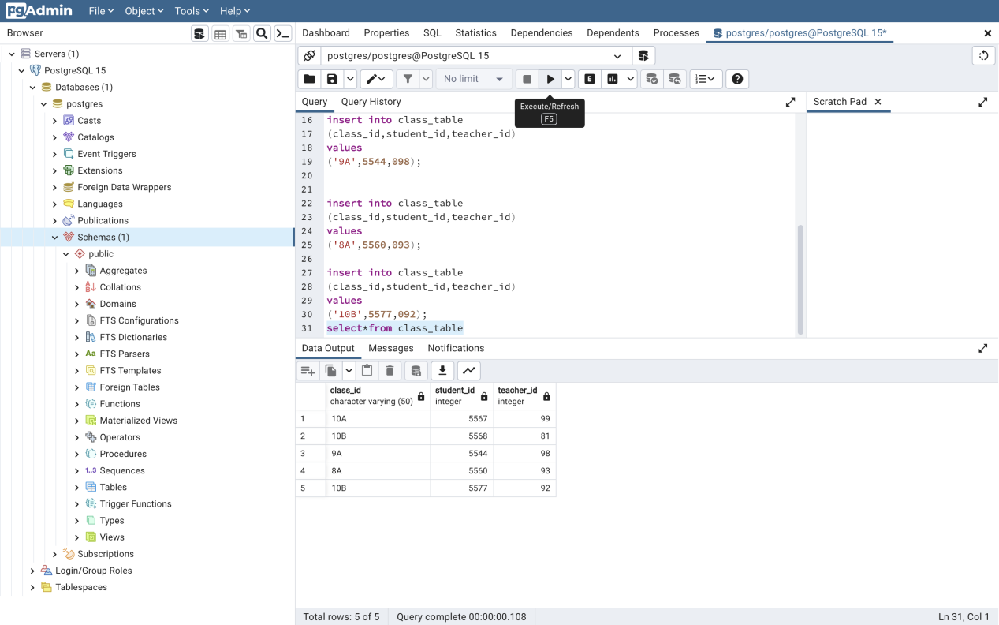 pgAdmin File Object Tools Help
Browser
Servers (1)
PostgreSQL 15
Databases (1)
postgres
Casts
Catalogs
Event Triggers
Extensions
Foreign Data Wrappers
Languages
Publications
Schemas (1)
public
Aggregates
Collations
Domains
FTS Configurations
FTS Dictionaries
FTS Parsers
FTS Templates
Foreign Tables
Functions
Materialized Views
Operators
Procedures
1..3 Sequences
Tables
Trigger Functions
Types
Views
Subscriptions
Login/Group Roles
Tablespaces
Dashboard Properties SQL Statistics Dependencies Dependents Processes postgres/postgres@PostgreSQL 15*
postgres/postgres@PostgreSQL 15
No limit E
Query Query History
Execute/Refresh
F5
Scratch Pad
16 insert into class_table
17 (class_id,student_id,teacher_id)
18 values
19 ('9A',5544,098);
20
21
22 insert into class_table
23 (class_id,student_id,teacher_id)
24 values
25 ('8A',5560,093);
26
27 insert into class_table
28 (class_id,student_id,teacher_id)
29 values
30 ('10B',5577,092);
31 select*from class_table
Data Output Messages Notifications
class_id student_id teacher_id
character varying (50) integer integer
1 10A 5567 99
2 10B 5568 81
3 9A 5544 98
4 8A 5560 93
5 10B 5577 92
Total rows: 5 of 5 Query complete 00:00:00.108 Ln 31, Col 1